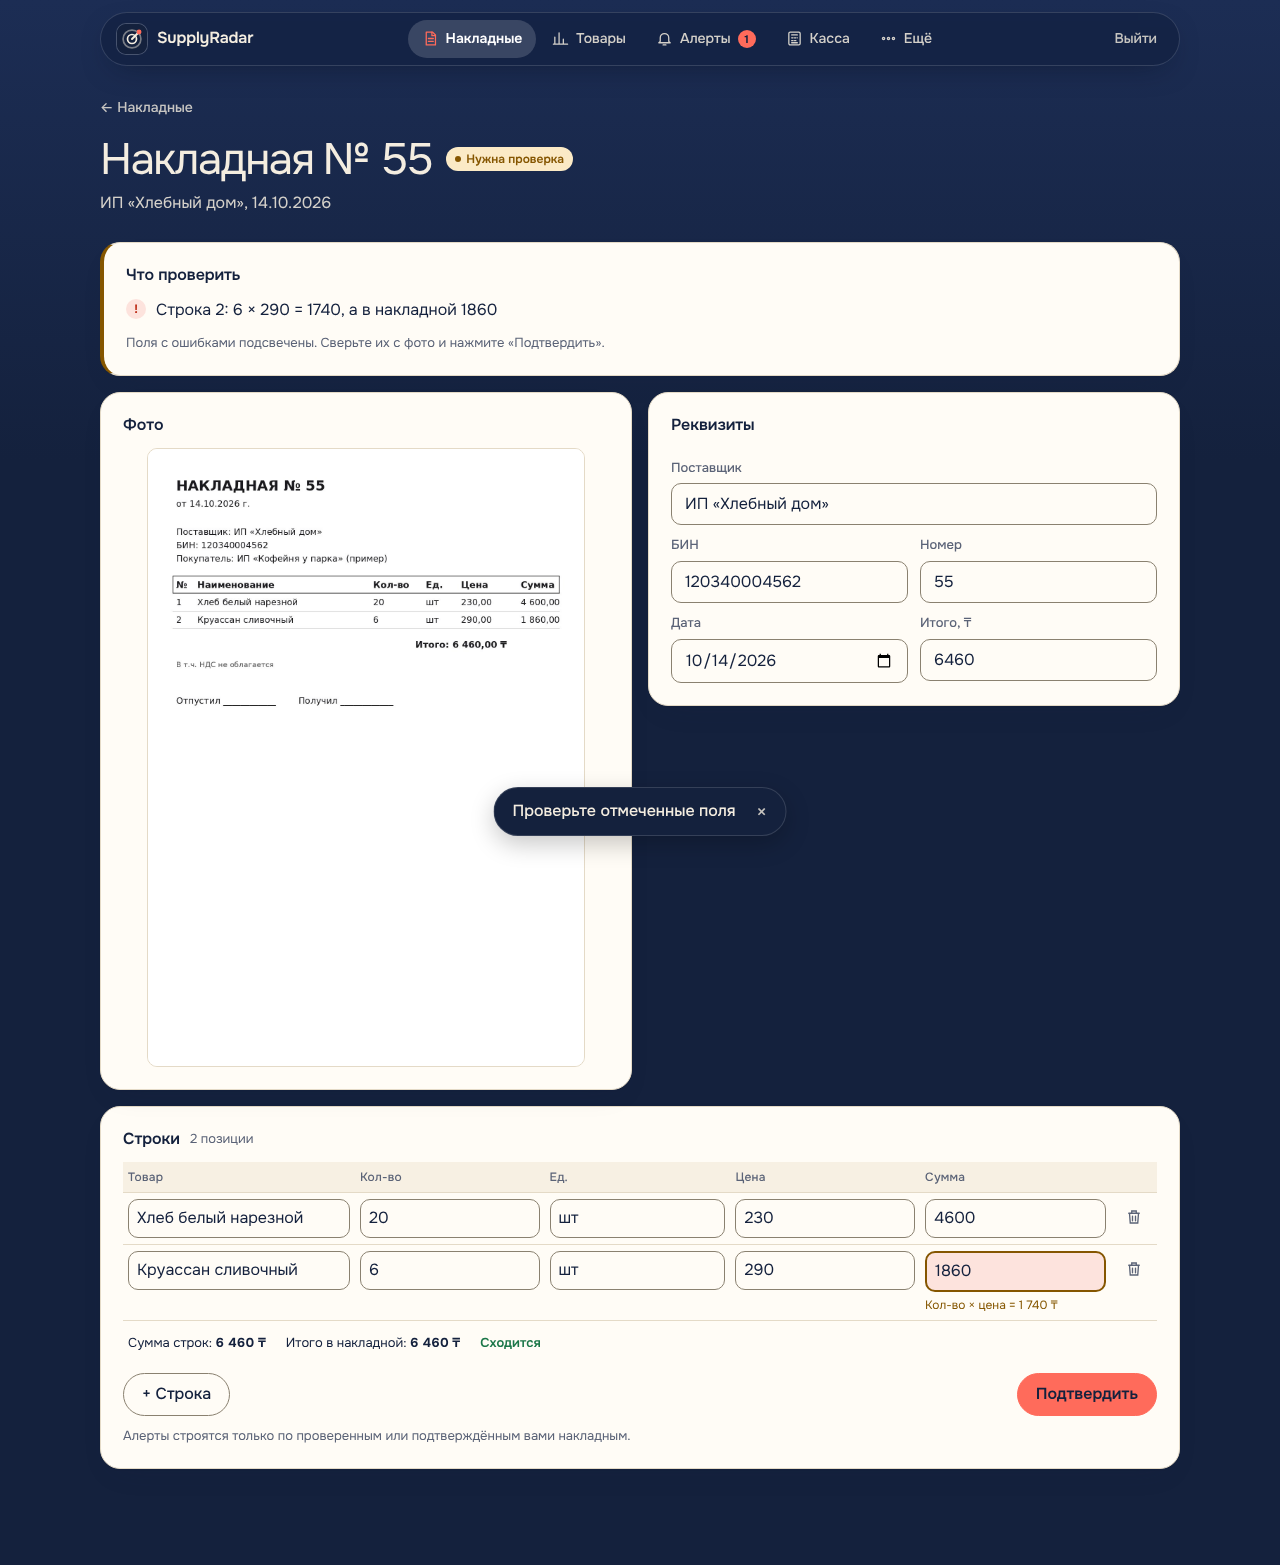 SupplyRadar
Накладные
Товары
Алерты 1
Касса
Ещё
Выйти
← Накладные
Накладная № 55
Нужна проверка
ИП «Хлебный дом», 14.10.2026
Что проверить
! Строка 2: 6 × 290 = 1740, а в накладной 1860
Поля с ошибками подсвечены. Сверьте их с фото и нажмите «Подтвердить».
Фото
НАКЛАДНАЯ № 55
от 14.10.2026 г.
Поставщик: ИП «Хлебный дом»
БИН: 120340004562
Покупатель: ИП «Кофейня у парка» (пример)
№ Наименование Кол-во Ед. Цена Сумма
1 Хлеб белый нарезной 20 шт 230,00 4 600,00
2 Круассан сливочный 6 шт 290,00 1 860,00
Итого: 6 460,00 ₸
В т.ч. НДС не облагается
Отпустил ____________ Получил ____________
Реквизиты
Поставщик
ИП «Хлебный дом»
БИН Номер
120340004562 55
Дата Итого, ₸
10/14/2026 6460
Проверьте отмеченные поля ×
Строки 2 позиции
Товар Кол-во Ед. Цена Сумма
Хлеб белый нарезной 20 шт 230 4600
Круассан сливочный 6 шт 290 1860
Кол-во × цена = 1 740 ₸
Сумма строк: 6 460 ₸ Итого в накладной: 6 460 ₸ Сходится
+ Строка
Подтвердить
Алерты строятся только по проверенным или подтверждённым вами накладным.